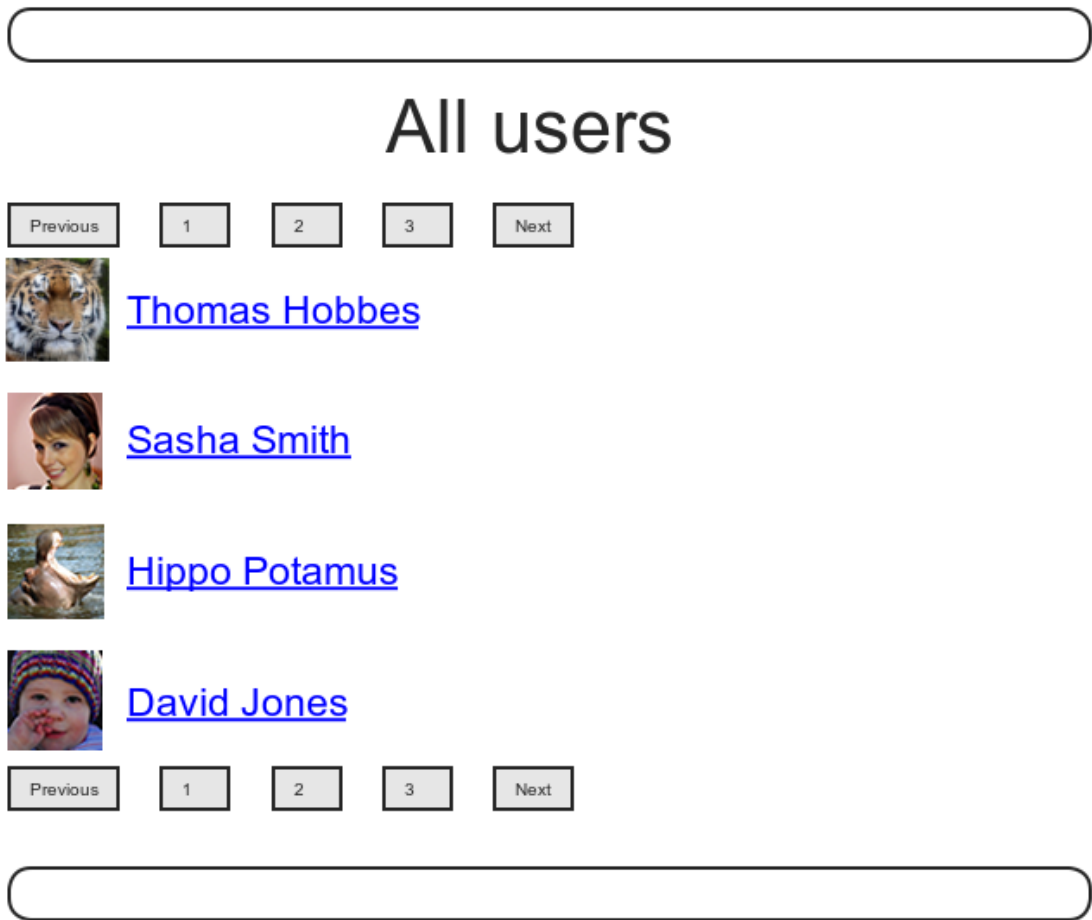 All users
Previous 1 2 3 Next
Thomas Hobbes
Sasha Smith
Hippo Potamus
David Jones
Previous 1 2 3 Next